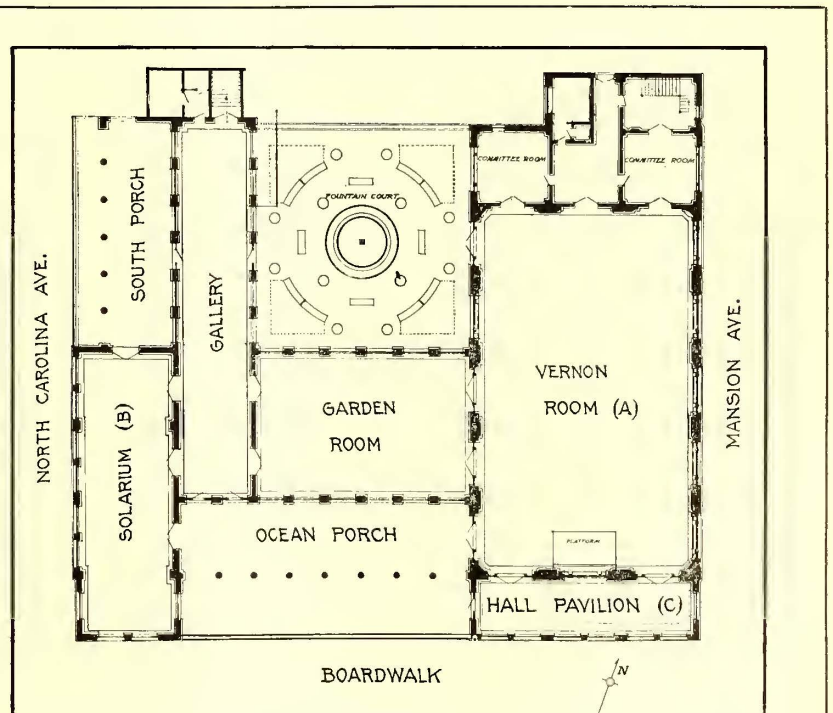 COMMITTEE ROOM
COMMITTEE ROOM
FOUNTAIN COURT
SOUTH PORCH
GALLERY
NORTH CAROLINA AVE.
MANSION AVE.
VERNON
ROOM (A)
GARDEN
ROOM
SOLARIUM (B)
OCEAN PORCH
PLATFORM
HALL PAVILION (C)
BOARDWALK
N